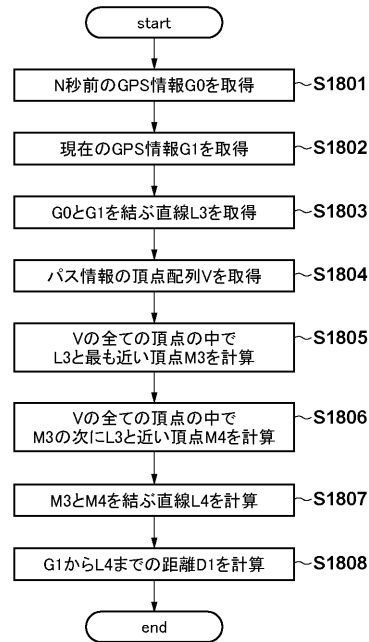 start
N秒前のGPS情報G0を取得
~S1801
現在のGPS情報G1を取得
~S1802
G0とG1を結ぶ直線L3を取得
~S1803
パス情報の頂点配列Vを取得
~S1804
Vの全ての頂点の中で
L3と最も近い頂点M3を計算
~S1805
Vの全ての頂点の中で
M3の次にL3と近い頂点M4を計算
~S1806
M3とM4を結ぶ直線L4を計算
~S1807
G1からL4までの距離D1を計算
~S1808
end